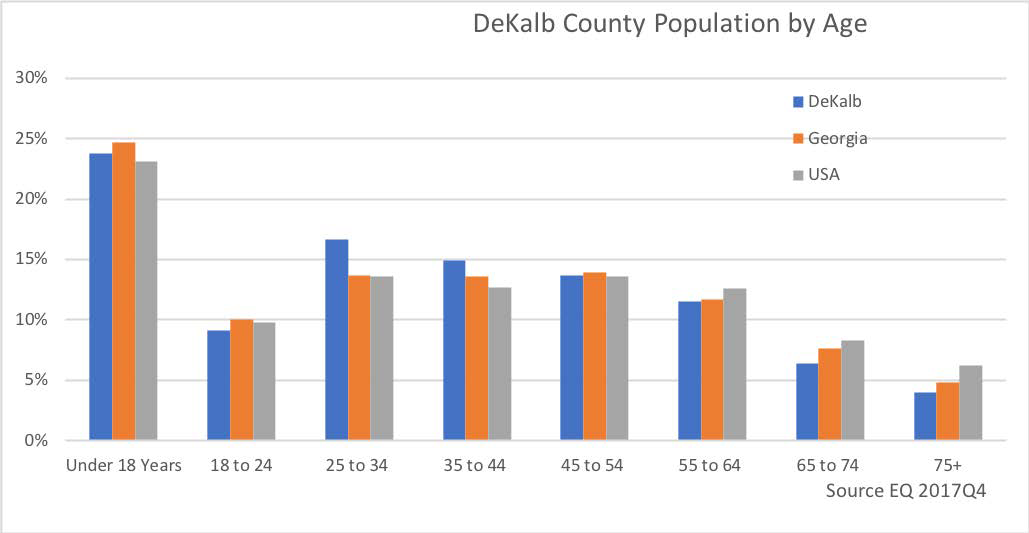 DeKalb County Population by Age
30%
DeKalb
25%
Georgia
USA
20%
15%
10%
5%
0%
Under 18 Years 18 to 24 25 to 34 35 to 44 45 to 54 55 to 64 65 to 74 75+
Source EQ 2017Q4